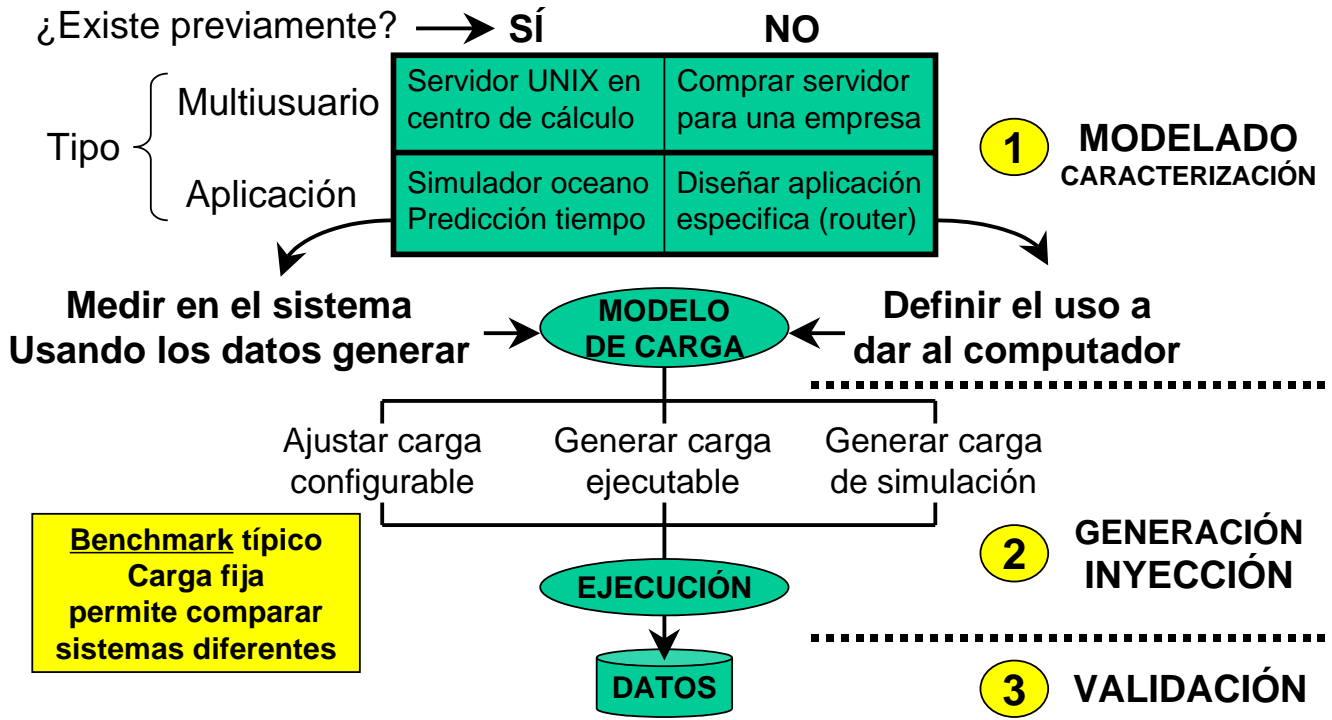 ¿Existe previamente?
SÍ
NO
Tipo
Multiusuario
Servidor UNIX en
centro de cálculo
Comprar servidor
para una empresa
Aplicación
Simulador oceano
Predicción tiempo
Diseñar aplicación
especifica (router)
1
MODELADO
CARACTERIZACIÓN
Medir en el sistema
Usando los datos generar
MODELO
DE CARGA
Definir el uso a
dar al computador
Ajustar carga
configurable
Generar carga
ejecutable
Generar carga
de simulación
Benchmark típico
Carga fija
permite comparar
sistemas diferentes
EJECUCIÓN
2
GENERACIÓN
INYECCIÓN
DATOS
3
VALIDACIÓN